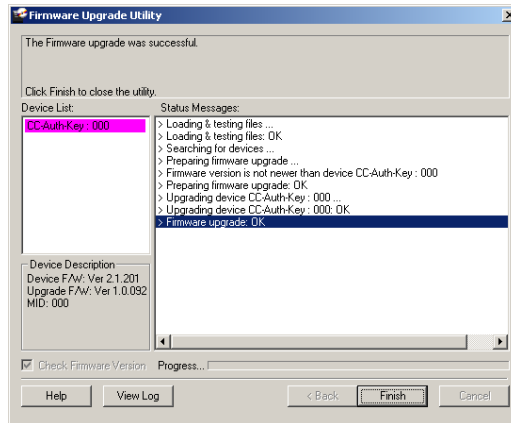 Firmware Upgrade Utility
The Firmware upgrade was successful.
Click Finish to close the utility.
Device List:
Status Messages:
CC-Auth-Key : 000
> Loading & testing files ...
> Loading & testing files: OK
> Searching for devices ...
> Preparing firmware upgrade ...
> Firmware version is not newer than device CC-Auth-Key : 000
> Preparing firmware upgrade: OK
> Upgrading device CC-Auth-Key : 000 ...
> Upgrading device CC-Auth-Key : 000: OK
> Firmware upgrade: OK
Device Description
Device F/W: Ver 2.1.201
Upgrade F/W: Ver 1.0.092
MID: 000
Check Firmware Version
Progress...
Help
View Log
< Back
Finish
Cancel